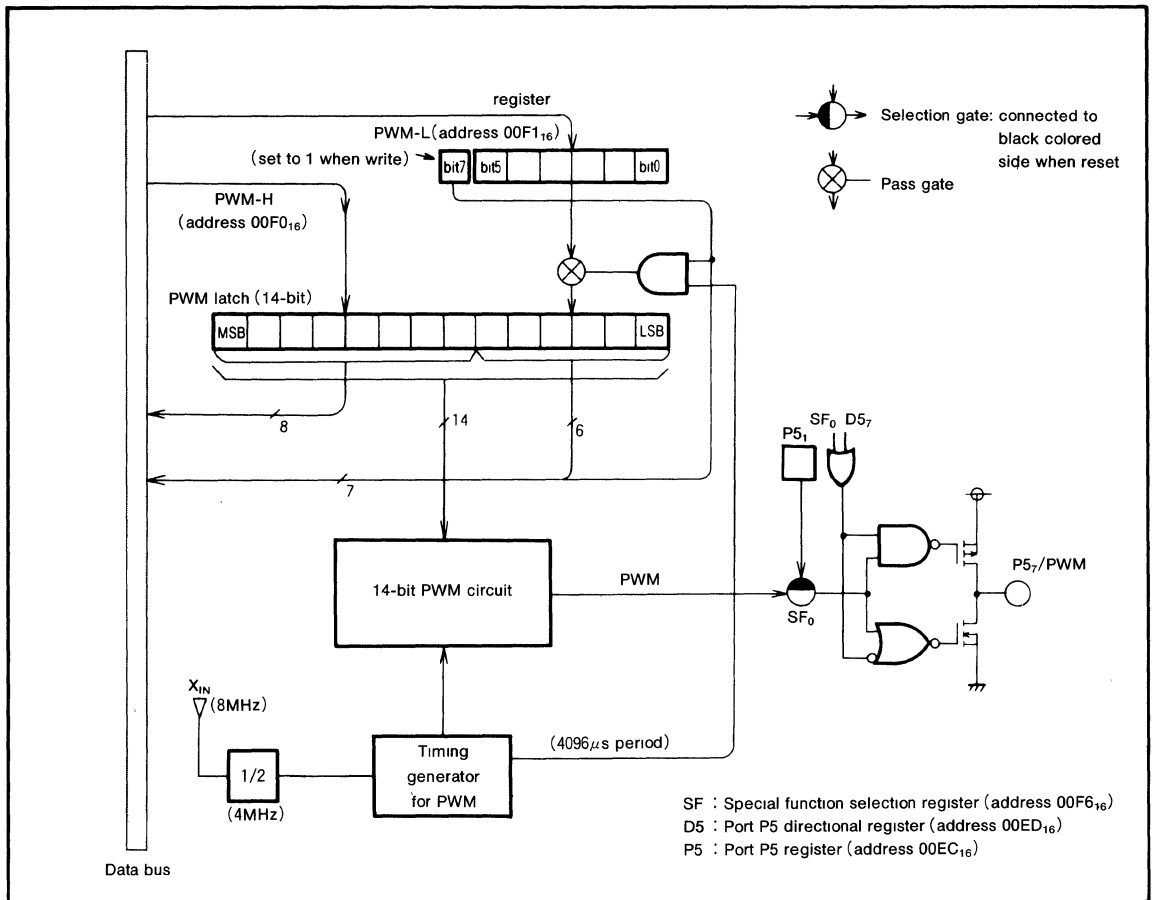 register
PWM-L (address 00F1₁₆)
(set to 1 when write)
bit7 bit5 bit0
PWM-H
(address 00F0₁₆)
PWM latch (14-bit)
MSB LSB
8
14
6
7
Selection gate: connected to
black colored
side when reset
Pass gate
14-bit PWM circuit
PWM
P5₁
SF₀ D5₇
SF₀
P5₇/PWM
X_IN
(8MHz)
1/2
(4MHz)
Timing
generator
for PWM
(4096μs period)
SF : Special function selection register (address 00F6₁₆)
D5 : Port P5 directional register (address 00ED₁₆)
P5 : Port P5 register (address 00EC₁₆)
Data bus